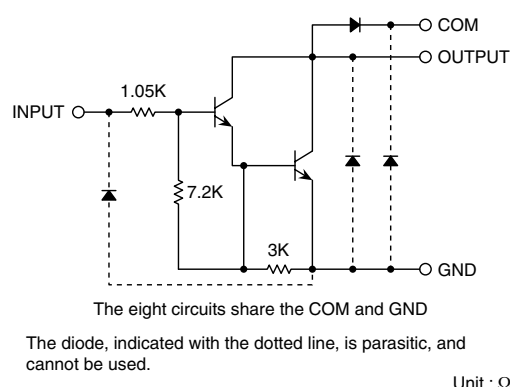 COM
OUTPUT
1.05K
INPUT
7.2K
3K
GND
The eight circuits share the COM and GND
The diode, indicated with the dotted line, is parasitic, and
cannot be used.
Unit : Ω